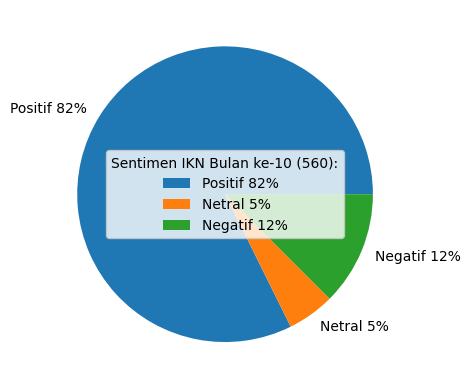 Positif 82%
Sentimen IKN Bulan ke-10 (560):
Positif 82%
Netral 5%
Negatif 12%
Negatif 12%
Netral 5%